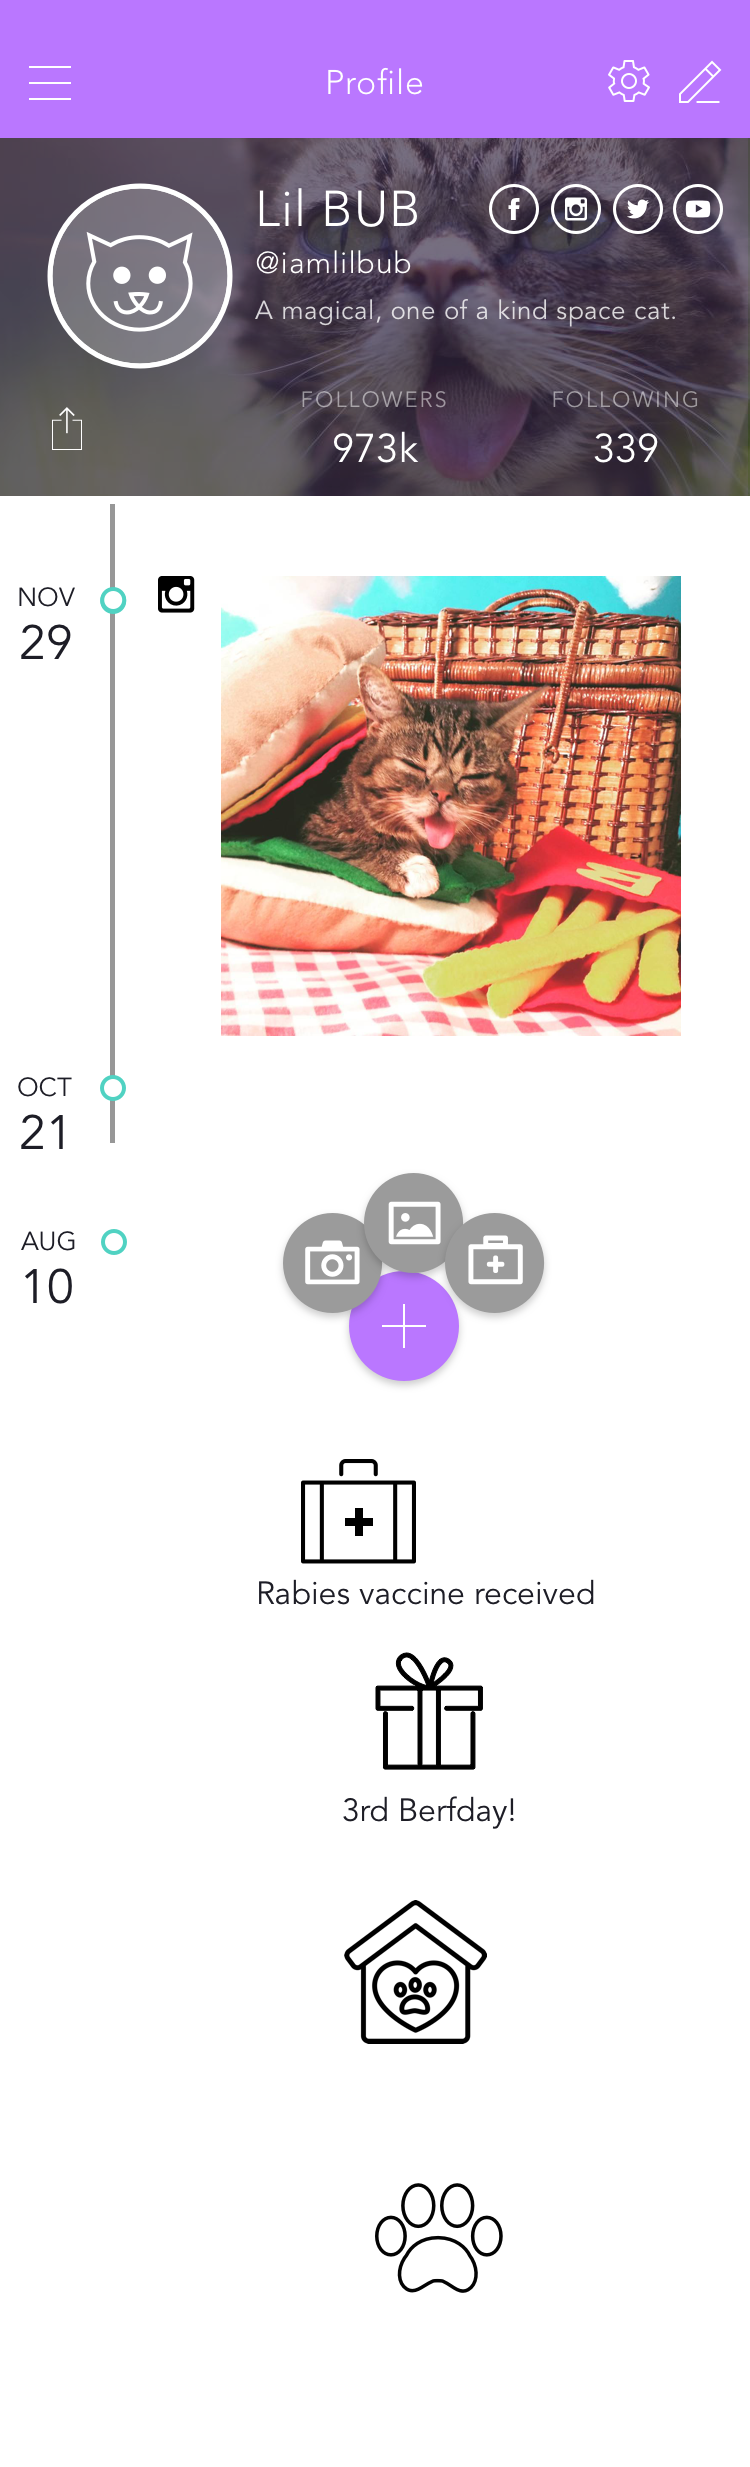 Profile
Lil BUB
@iamlilbub
A magical, one of a kind space cat.
FOLLOWERS FOLLOWING
973k 339
NOV
29
OCT
21
AUG
10
Rabies vaccine received
3rd Berfday!